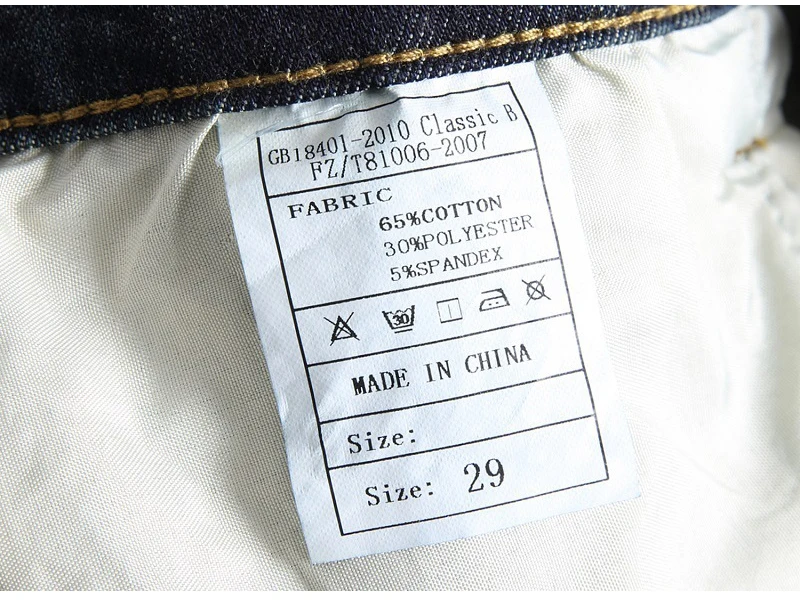 GB18401-2010 Classic B
FZ/T81006-2007
FABRIC
65%COTTON
30%POLYESTER
5%SPANDEX
30
MADE IN CHINA
Size:
Size: 29